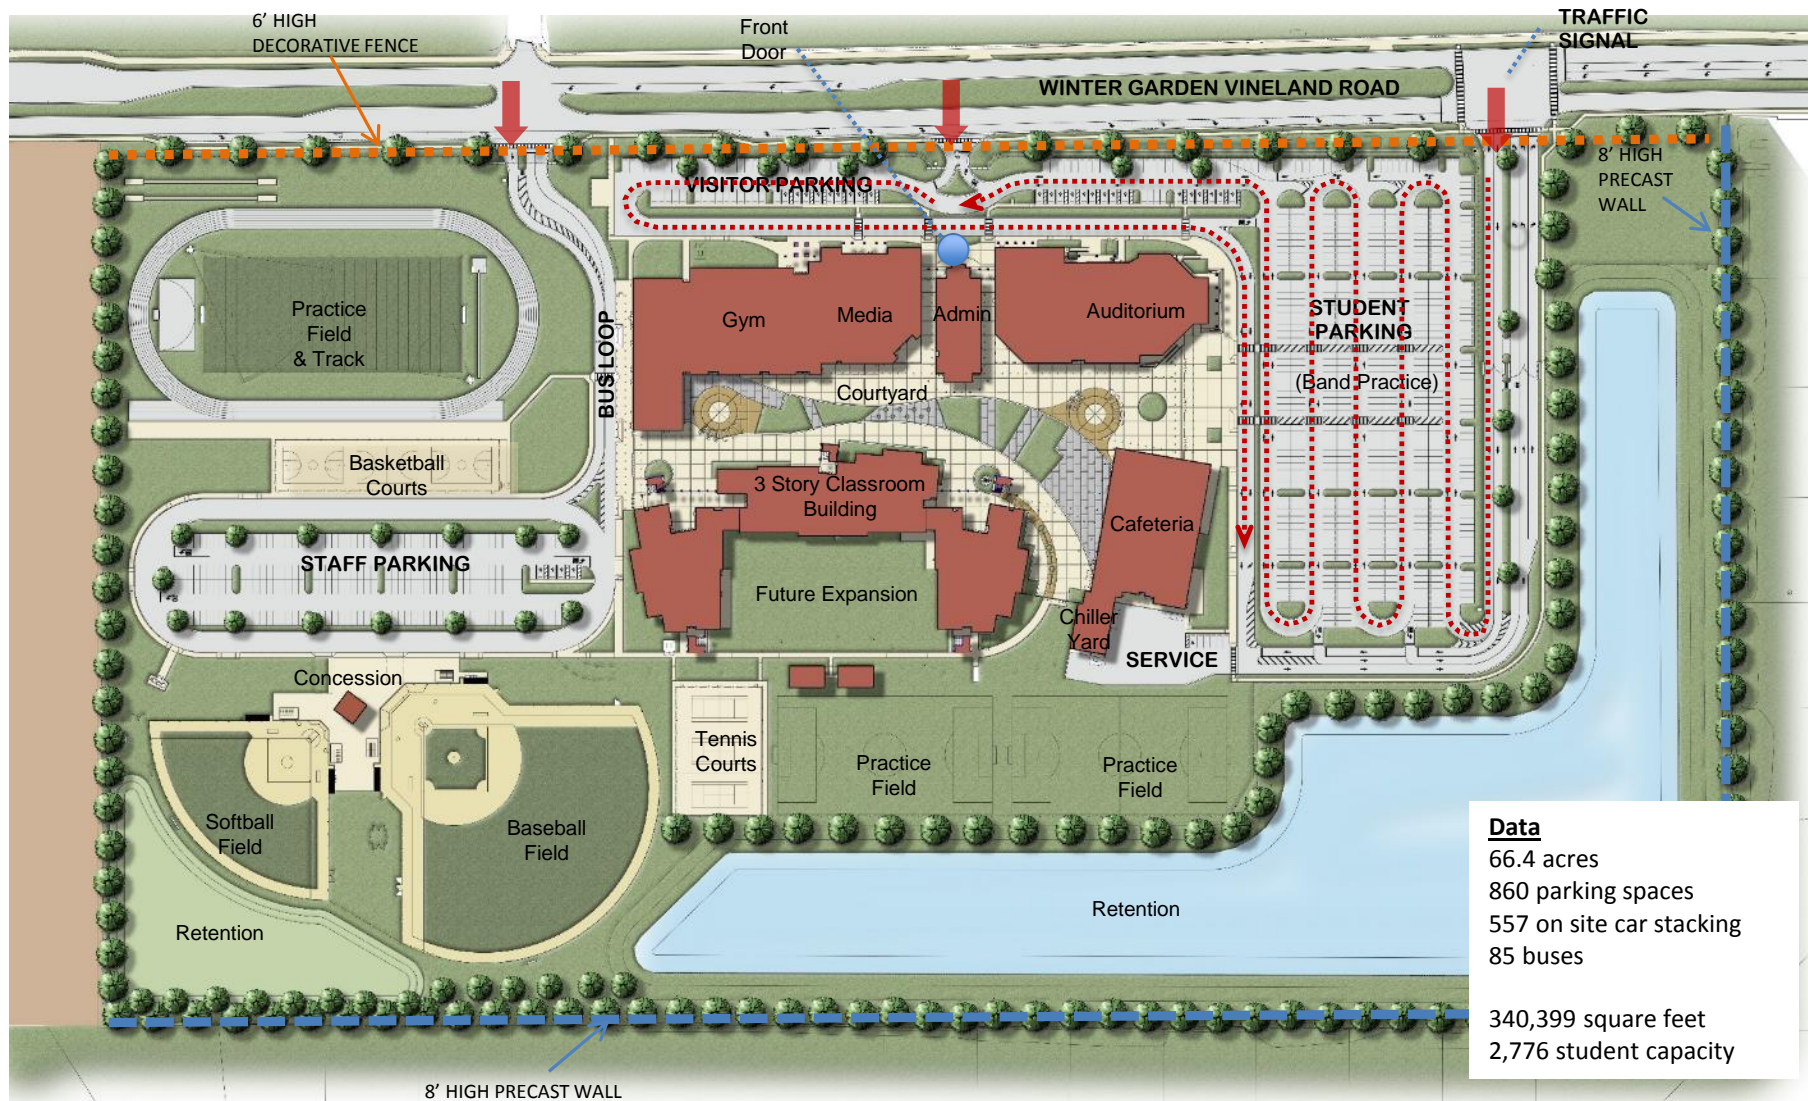 6’ HIGH
DECORATIVE FENCE
Front
Door
TRAFFIC
SIGNAL
WINTER GARDEN VINELAND ROAD
VISITOR PARKING
8’ HIGH
PRECAST
WALL
Practice
Field
& Track
BUS LOOP
Gym
Media
Admin
Auditorium
STUDENT
PARKING
(Band Practice)
Courtyard
Basketball
Courts
3 Story Classroom
Building
Cafeteria
STAFF PARKING
Future Expansion
Chiller
Yard
SERVICE
Concession
Tennis
Courts
Practice
Field
Practice
Field
Softball
Field
Baseball
Field
Retention
Retention
Data
66.4 acres
860 parking spaces
557 on site car stacking
85 buses
340,399 square feet
2,776 student capacity
8’ HIGH PRECAST WALL